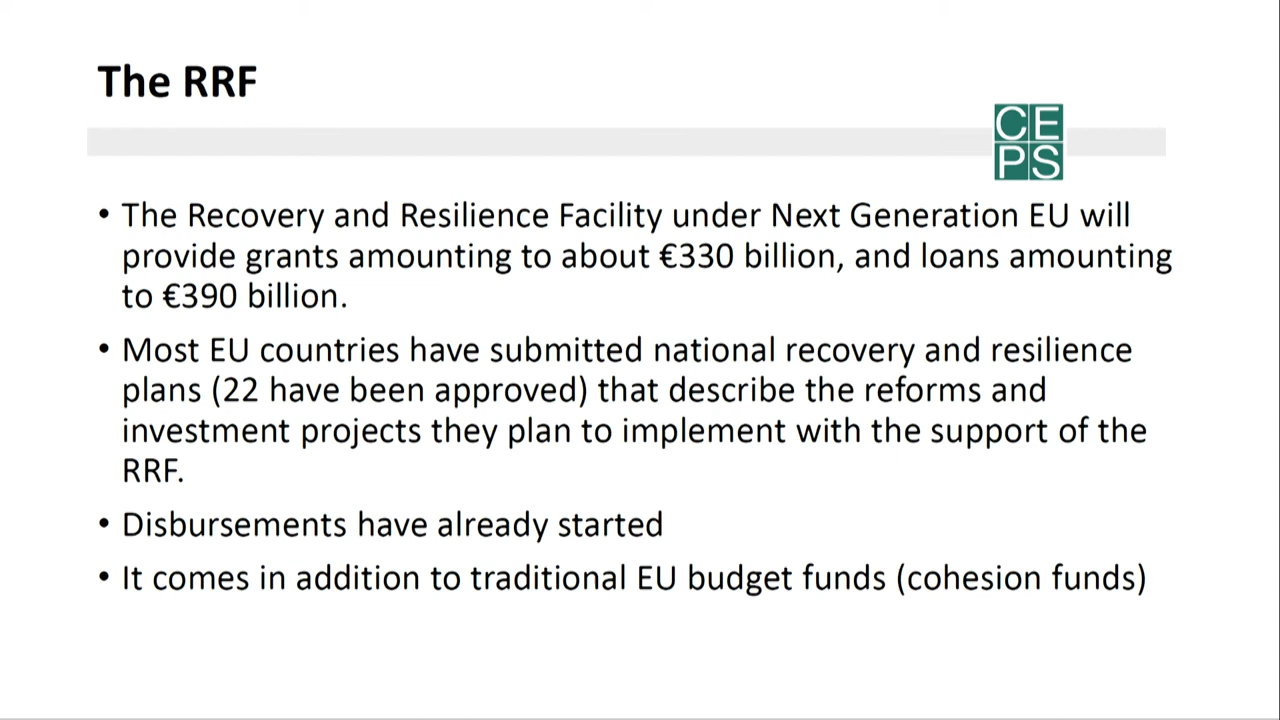 The RRF
CE
PS
• The Recovery and Resilience Facility under Next Generation EU will
provide grants amounting to about €330 billion, and loans amounting
to €390 billion.
• Most EU countries have submitted national recovery and resilience
plans (22 have been approved) that describe the reforms and
investment projects they plan to implement with the support of the
RRF.
• Disbursements have already started
• It comes in addition to traditional EU budget funds (cohesion funds)